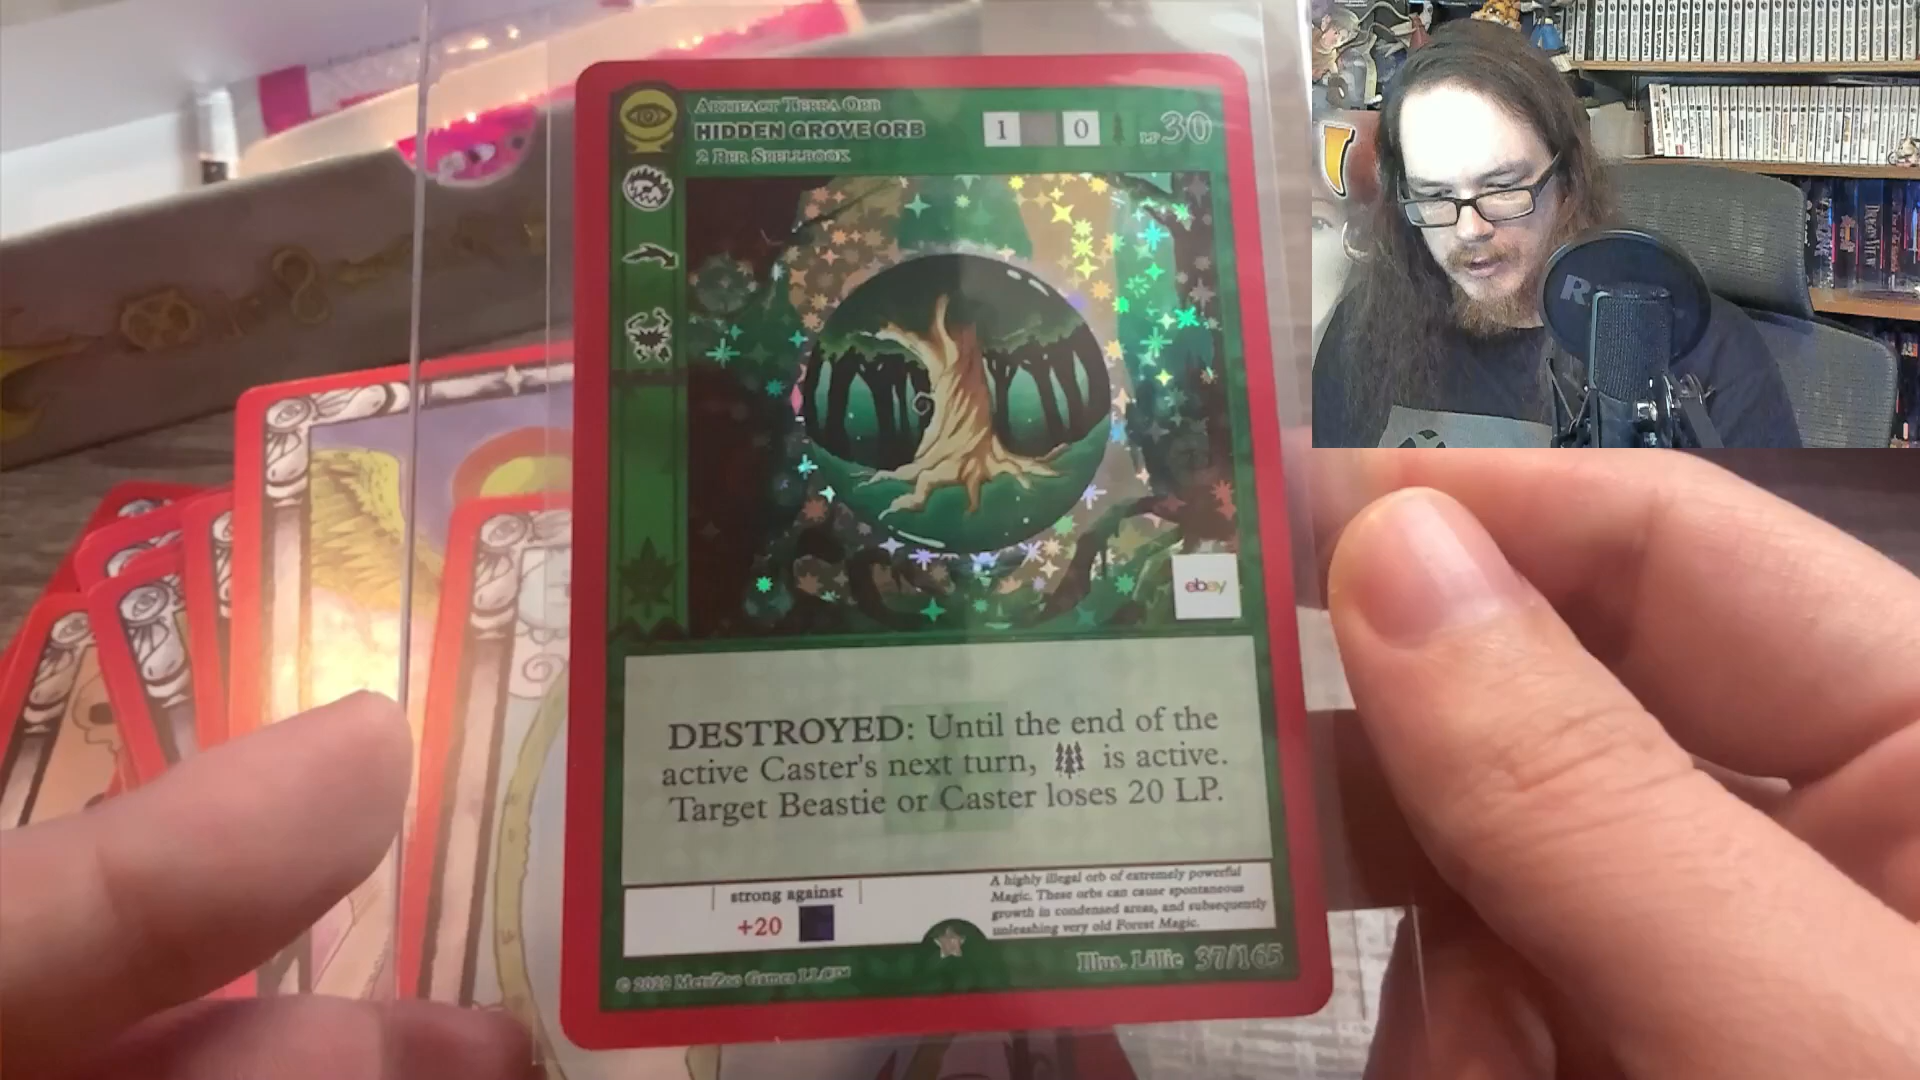 ARTIFACT TERRA ORB
HIDDEN GROVE ORB
2 PER SPELLBOOK
1 0
LP 30
ebay
DESTROYED: Until the end of the
active Caster's next turn, is active.
Target Beastie or Caster loses 20 LP.
strong against
+20
A highly illegal orb of extremely powerful
Magic. These orbs can cause spontaneous
growth in condensed areas, and subsequently
unleashing very old Forest Magic.
Illus. Lillie 37/165
MetaZoo Games LLC
R